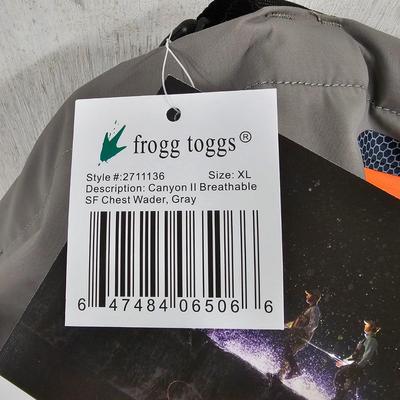 frogg toggs®
Style #:2711136 Size: XL
Description: Canyon II Breathable
SF Chest Wader, Gray
6 47484 06506 6